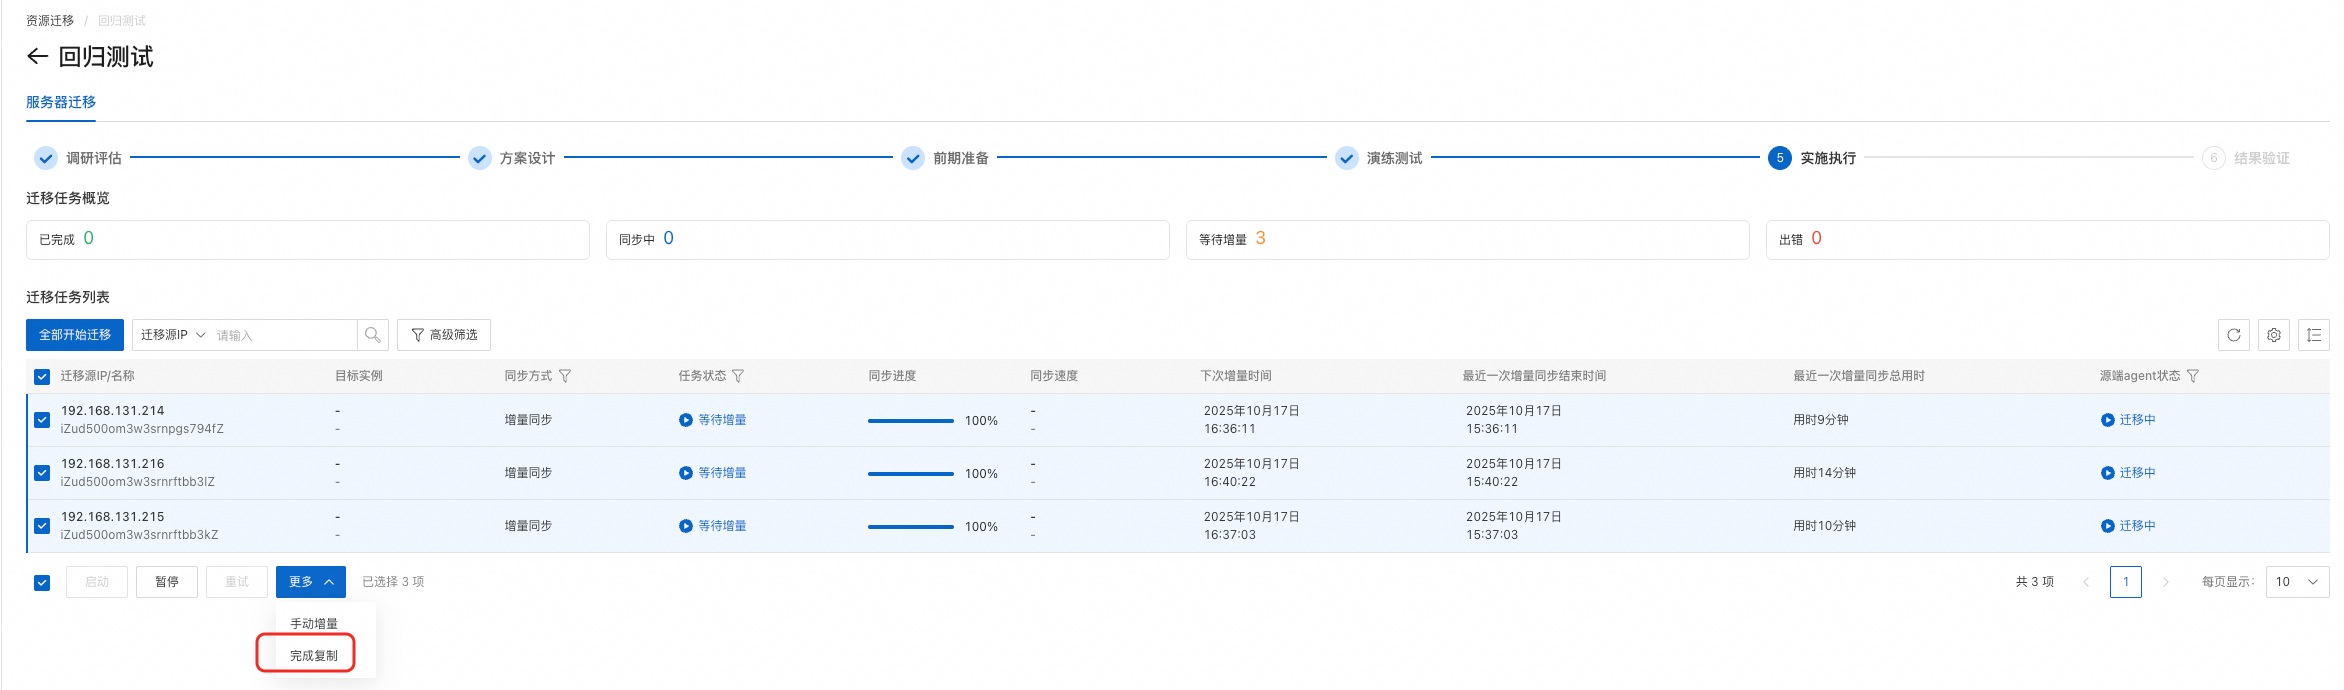 资源迁移 / 回归测试
回归测试
服务器迁移
调研评估 方案设计 前期准备 演练测试 5 实施执行 6 结果验证
迁移任务概览
已完成 0 同步中 0 等待增量 3 出错 0
迁移任务列表
全部开始迁移 迁移源IP 请输入 高级筛选
迁移源IP/名称 目标实例 同步方式 任务状态 同步进度 同步速度 下次增量时间 最近一次增量同步结束时间 最近一次增量同步总用时 源端agent状态
192.168.131.214 - - 2025年10月17日 2025年10月17日
增量同步 等待增量 100% 用时9分钟 迁移中
iZud500om3w3srnpgs794fZ - - 16:36:11 15:36:11
192.168.131.216 - - 2025年10月17日 2025年10月17日
增量同步 等待增量 100% 用时14分钟 迁移中
iZud500om3w3srnrftbb3lZ - - 16:40:22 15:40:22
192.168.131.215 - - 2025年10月17日 2025年10月17日
增量同步 等待增量 100% 用时10分钟 迁移中
iZud500om3w3srnrftbb3kZ - - 16:37:03 15:37:03
启动 暂停 重试 更多 已选择 3 项 共 3 项 1 每页显示: 10
手动增量
完成复制